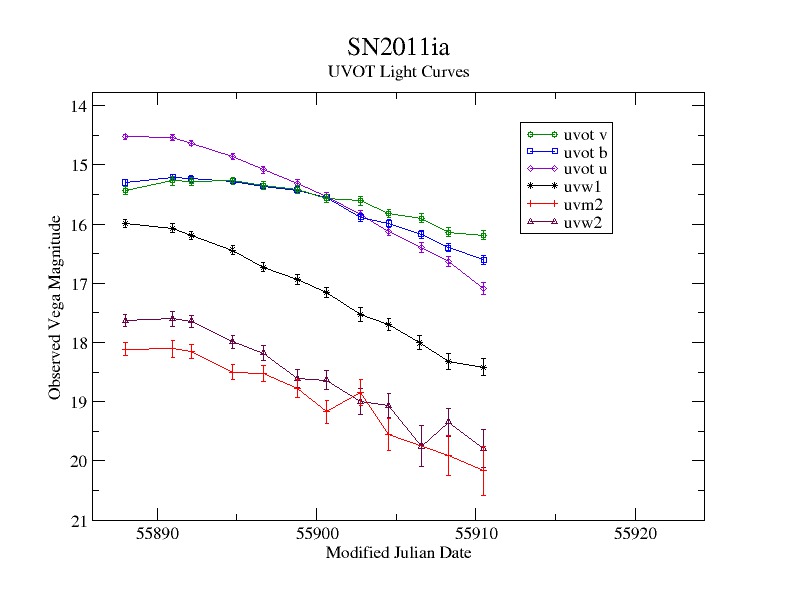 SN2011ia
UVOT Light Curves
14
15
16
17
18
19
20
21
Observed Vega Magnitude
uvot v
uvot b
uvot u
uvw1
uvm2
uvw2
55890
55900
55910
55920
Modified Julian Date